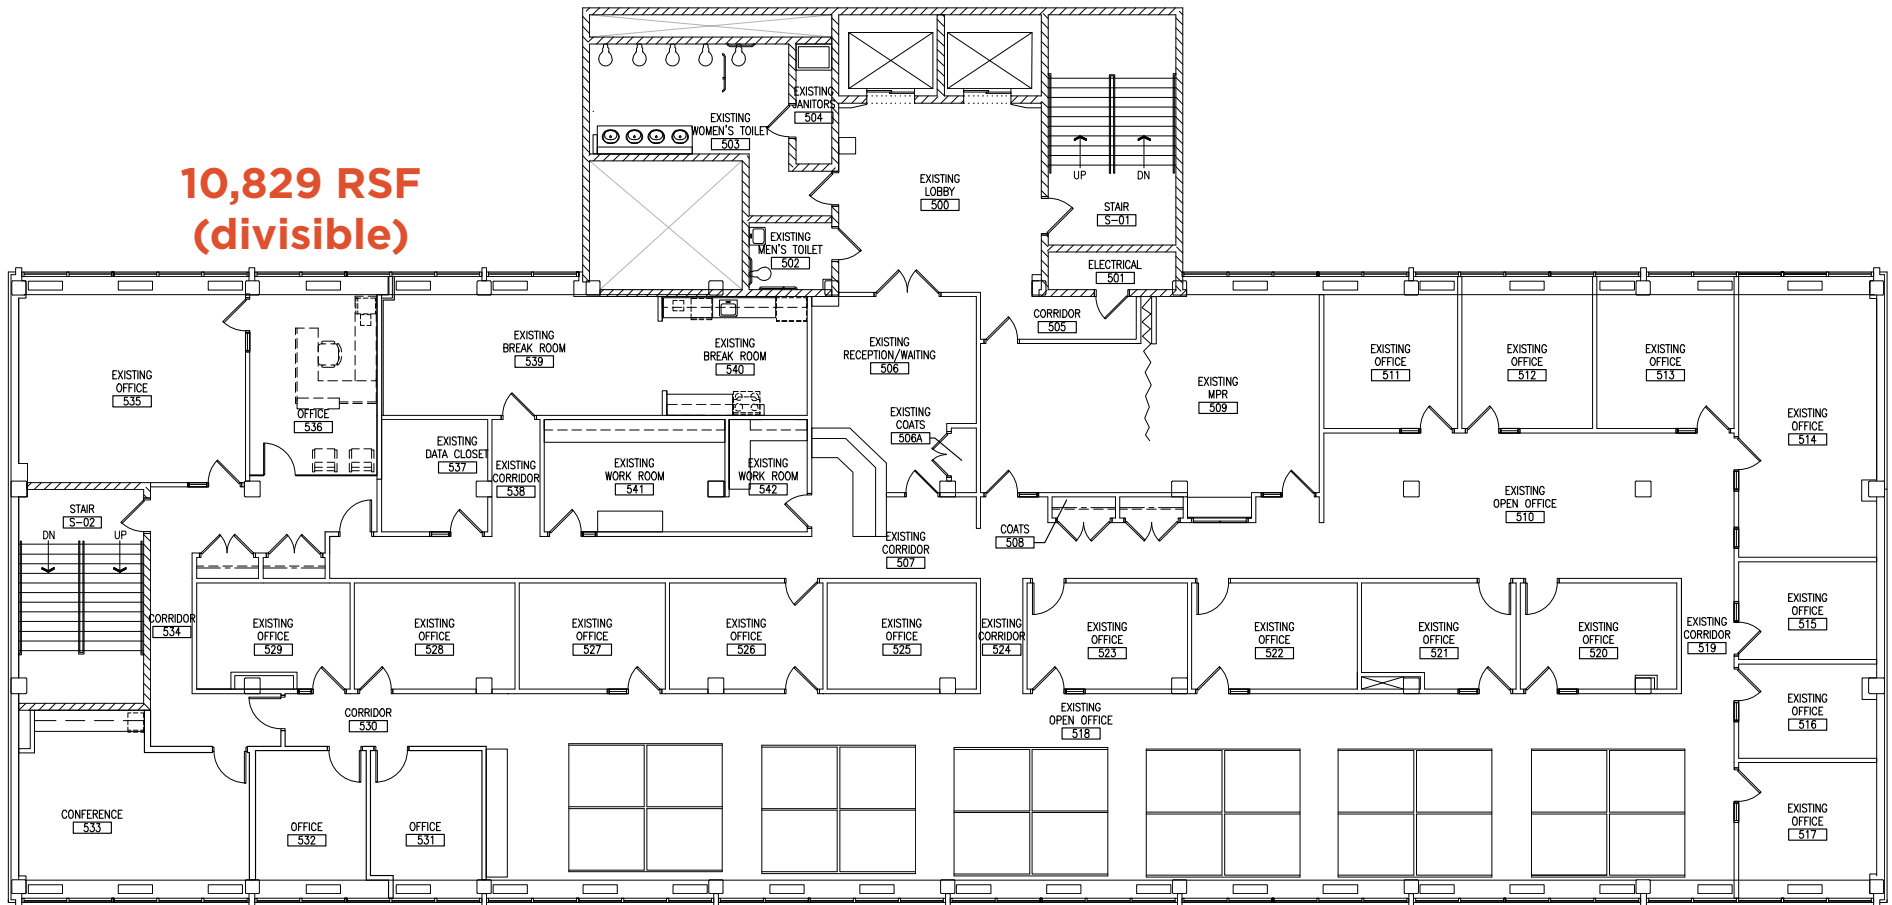 10,829 RSF
(divisible)
EXISTING
JANITORS
504
EXISTING
WOMEN'S TOILET
503
EXISTING
LOBBY
500
UP
DN
STAIR
S-01
EXISTING
MEN'S TOILET
502
ELECTRICAL
501
CORRIDOR
505
EXISTING
OFFICE
535
OFFICE
536
EXISTING
BREAK ROOM
539
EXISTING
BREAK ROOM
540
EXISTING
RECEPTION/WAITING
506
EXISTING
COATS
506A
EXISTING
MPR
509
EXISTING
OFFICE
511
EXISTING
OFFICE
512
EXISTING
OFFICE
513
EXISTING
OFFICE
514
EXISTING
DATA CLOSET
537
EXISTING
CORRIDOR
538
EXISTING
WORK ROOM
541
EXISTING
WORK ROOM
542
EXISTING
OPEN OFFICE
510
STAIR
S-02
DN
UP
COATS
508
EXISTING
CORRIDOR
507
CORRIDOR
534
EXISTING
OFFICE
529
EXISTING
OFFICE
528
EXISTING
OFFICE
527
EXISTING
OFFICE
526
EXISTING
OFFICE
525
EXISTING
CORRIDOR
524
EXISTING
OFFICE
523
EXISTING
OFFICE
522
EXISTING
OFFICE
521
EXISTING
OFFICE
520
EXISTING
CORRIDOR
519
EXISTING
OFFICE
515
EXISTING
OFFICE
516
CORRIDOR
530
EXISTING
OPEN OFFICE
518
CONFERENCE
533
OFFICE
532
OFFICE
531
EXISTING
OFFICE
517